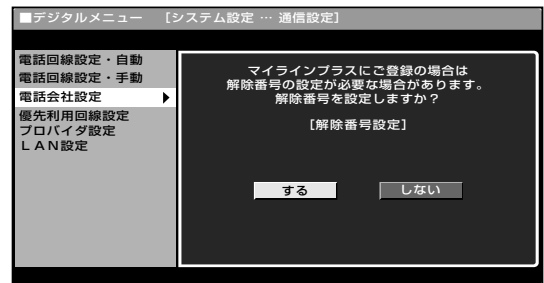 ■デジタルメニュー　[システム設定 … 通信設定]
電話回線設定・自動
電話回線設定・手動
電話会社設定
優先利用回線設定
プロバイダ設定
ＬＡＮ設定
マイラインプラスにご登録の場合は
解除番号の設定が必要な場合があります。
解除番号を設定しますか？
[解除番号設定]
する
しない